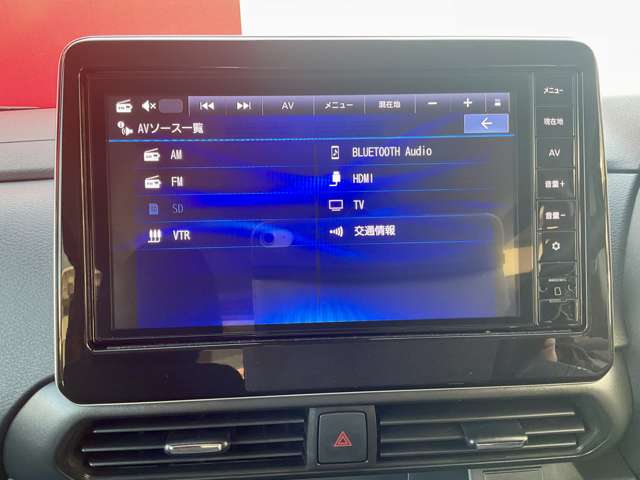 AV メニュー 現在地 − +
AVソース一覧
AM
FM
SD
VTR
BLUETOOTH Audio
HDMI
TV
交通情報
メニュー
現在地
AV
音量+
音量−